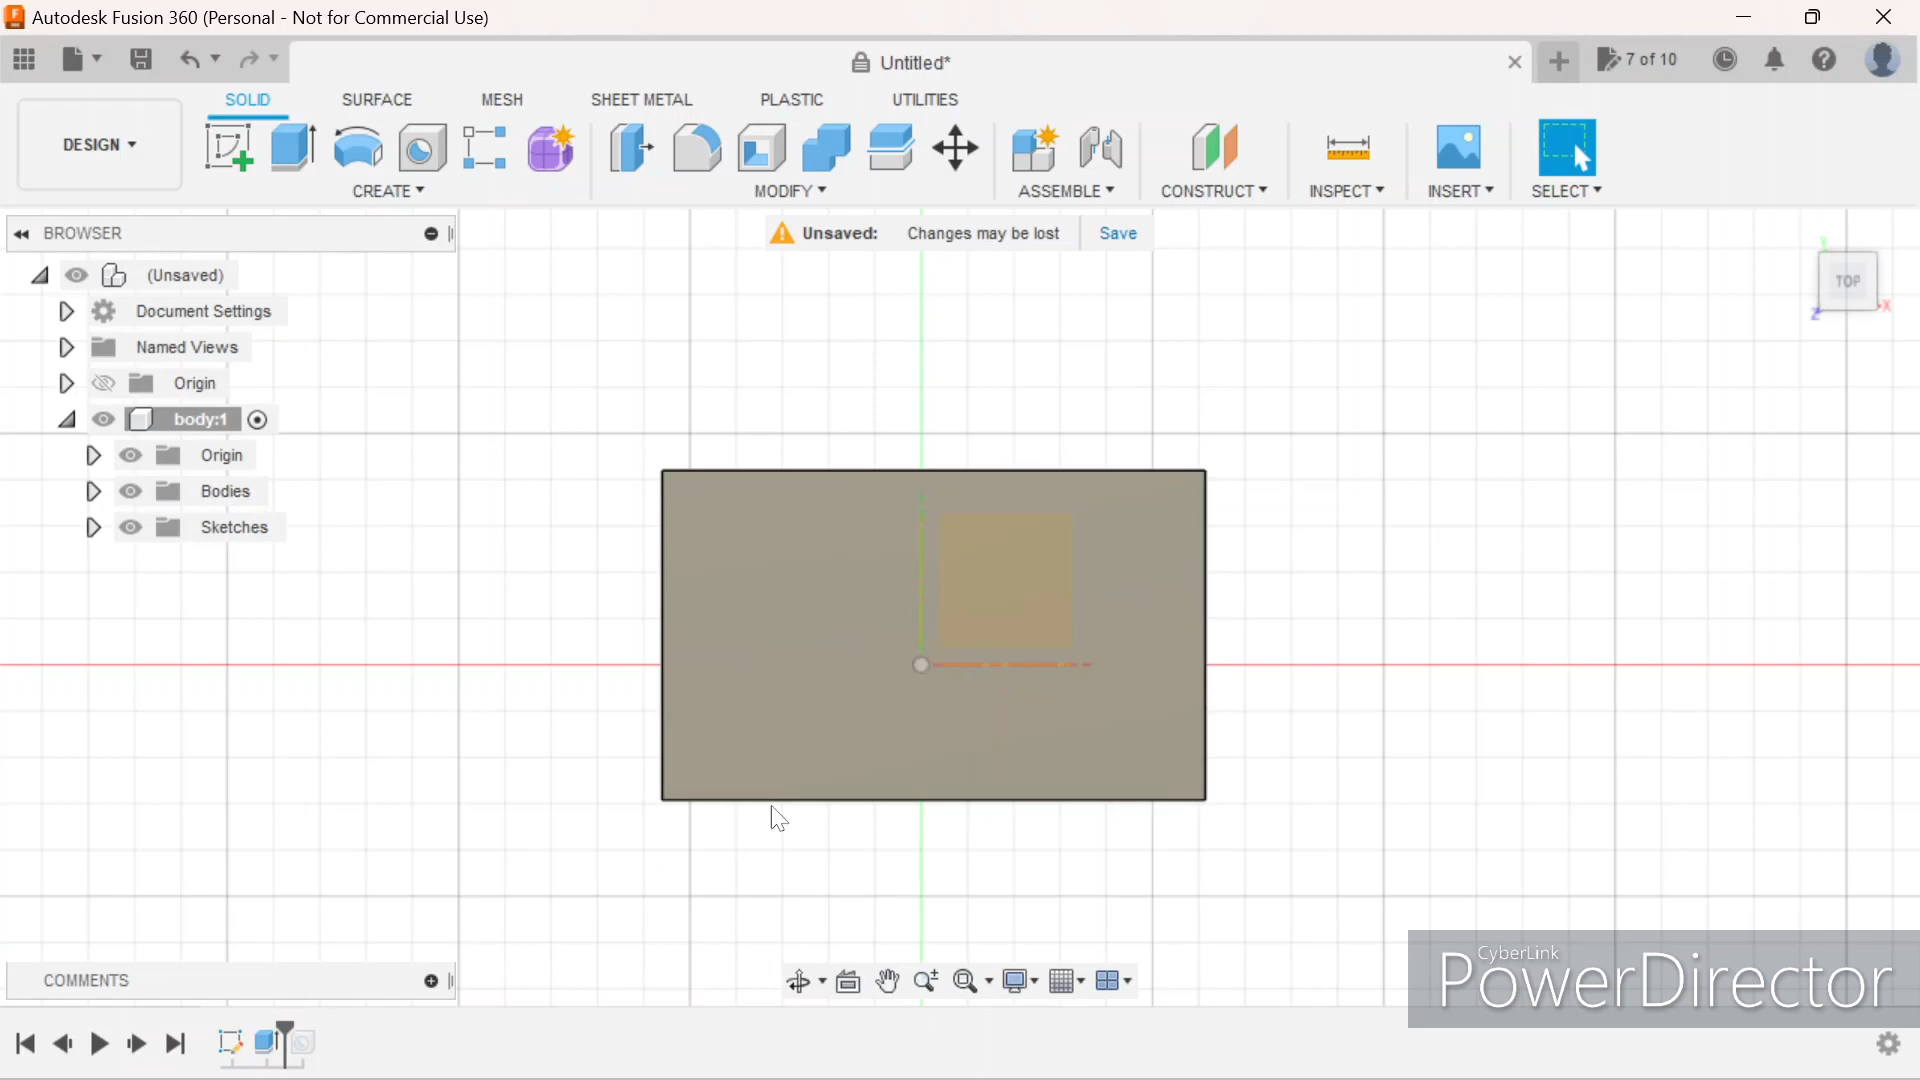 Autodesk Fusion 360 (Personal - Not for Commercial Use)
Untitled*
7 of 10
SOLID
SURFACE
MESH
SHEET METAL
PLASTIC
UTILITIES
DESIGN
CREATE
MODIFY
ASSEMBLE
CONSTRUCT
INSPECT
INSERT
SELECT
BROWSER
Unsaved: Changes may be lost Save
(Unsaved)
Document Settings
Named Views
Origin
body:1
Origin
Bodies
Sketches
Y
TOP
X
Z
COMMENTS
CyberLink
PowerDirector